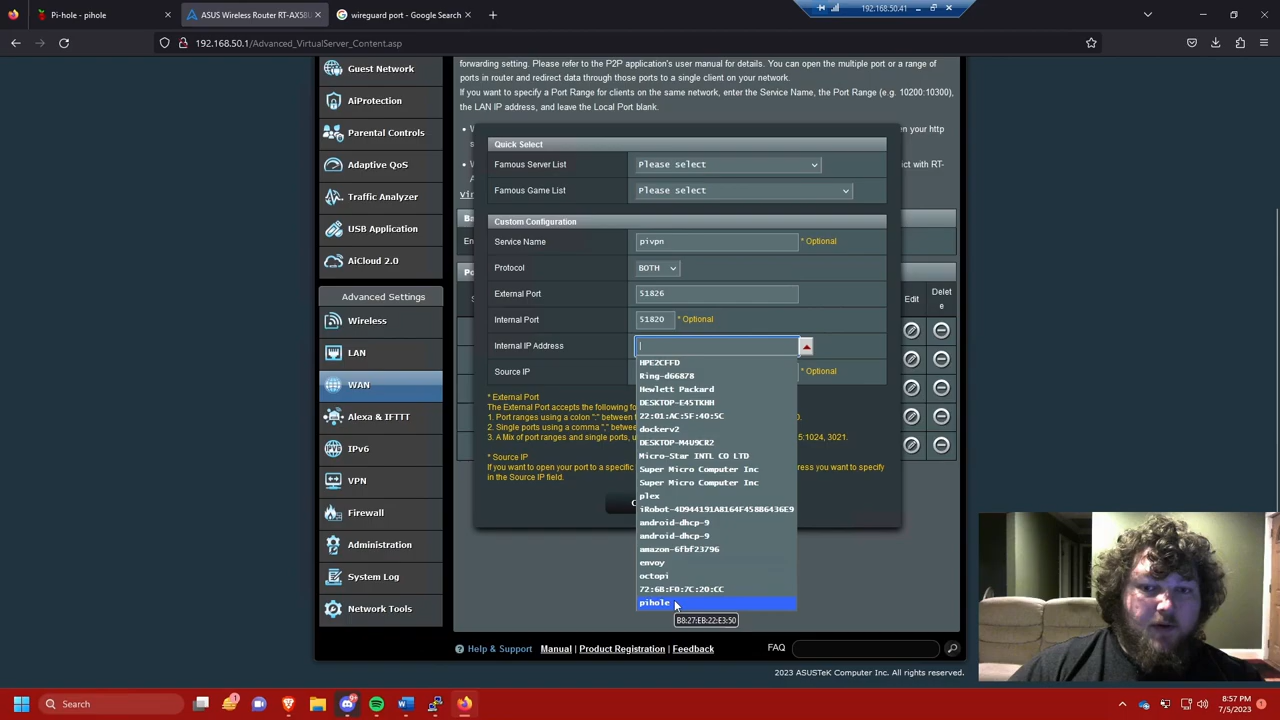 Pi-hole - pihole
ASUS Wireless Router RT-AX58U
wireguard port - Google Search
192.168.50.41
192.168.50.1/Advanced_VirtualServer_Content.asp
Guest Network
AiProtection
Parental Controls
Adaptive QoS
Traffic Analyzer
USB Application
AiCloud 2.0
Advanced Settings
Wireless
LAN
WAN
Alexa & IFTTT
IPv6
VPN
Firewall
Administration
System Log
Network Tools
forwarding setting. Please refer to the P2P application's user manual for details. You can open the multiple port or a range of
ports in router and redirect data through those ports to a single client on your network.
If you want to specify a Port Range for clients on the same network, enter the Service Name, the Port Range (e.g. 10200:10300),
the LAN IP address, and leave the Local Port blank.
en your http
s
ict with RT-
Edit
Delet
e
Quick Select
Famous Server List
Please select
Famous Game List
Please select
Custom Configuration
Service Name
pivpn
* Optional
Protocol
BOTH
External Port
51826
Internal Port
51820
* Optional
Internal IP Address
Source IP
* Optional
HPE2CFFD
Ring-d66878
Hewlett Packard
DESKTOP-E45TKHH
22:01:AC:5F:40:5C
dockerv2
DESKTOP-M4U9CR2
Micro-Star INTL CO LTD
Super Micro Computer Inc
Super Micro Computer Inc
plex
iRobot-4D944191A8164F458B6436E9
android-dhcp-9
android-dhcp-9
amazon-6fbf23796
envoy
octopi
72:6B:F0:7C:20:CC
pihole
B8:27:EB:22:E3:50
* External Port
The External Port accepts the following fo
1. Port ranges using a colon ":" between t
2. Single ports using a comma "," between
3. A Mix of port ranges and single ports, u
5:1024, 3021.
* Source IP
If you want to open your port to a specific
ress you want to specify
in the Source IP field.
Help & Support
Manual | Product Registration | Feedback
FAQ
2023 ASUSTeK Computer Inc. All rights reserved.
Search
8:57 PM
7/5/2023